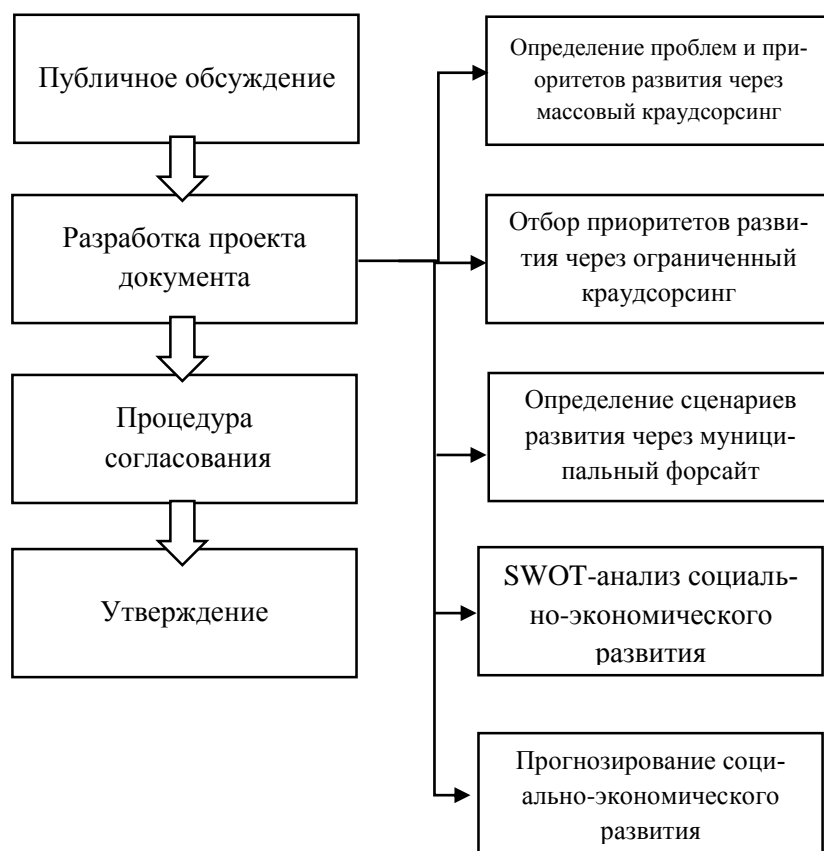 Публичное обсуждение
Разработка проекта
документа
Процедура
согласования
Утверждение
Определение проблем и при-
оритетов развития через
массовый краудсорсинг
Отбор приоритетов разви-
тия через ограниченный
краудсорсинг
Определение сценариев
развития через муници-
пальный форсайт
SWOT-анализ социаль-
но-экономического
развития
Прогнозирование соци-
ально-экономического
развития